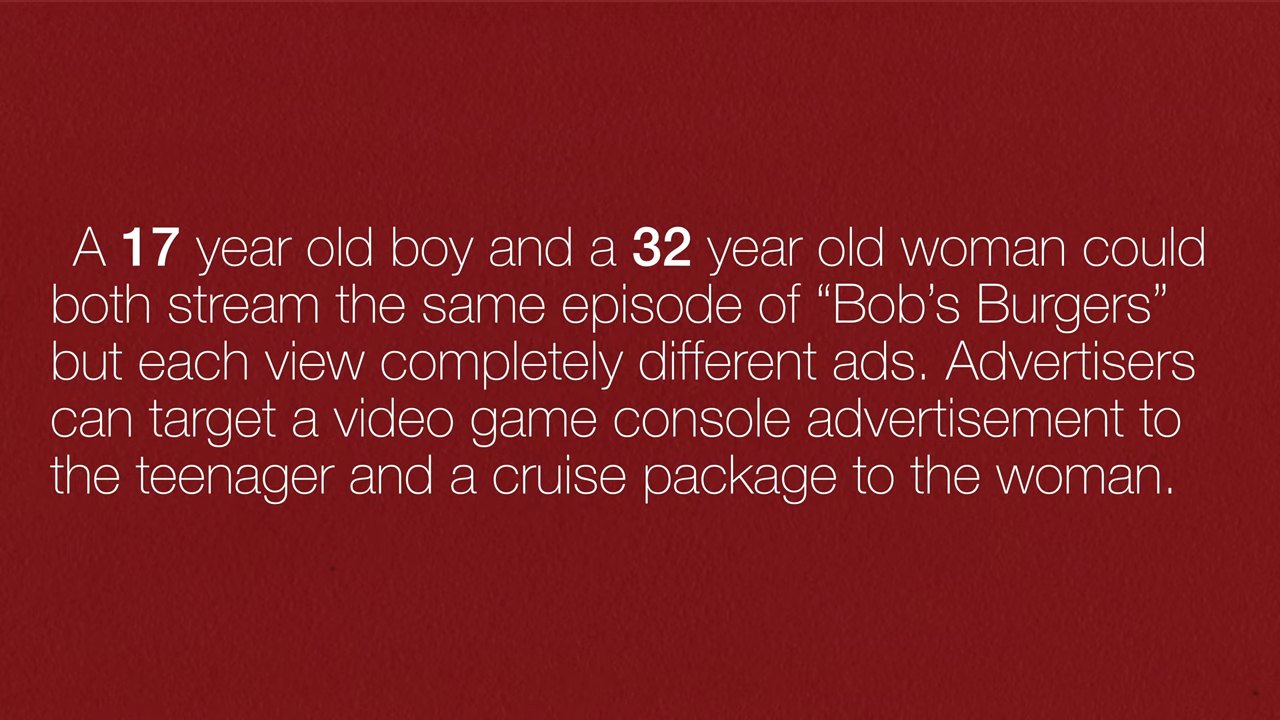 A 17 year old boy and a 32 year old woman could
both stream the same episode of “Bob’s Burgers”
but each view completely different ads. Advertisers
can target a video game console advertisement to
the teenager and a cruise package to the woman.